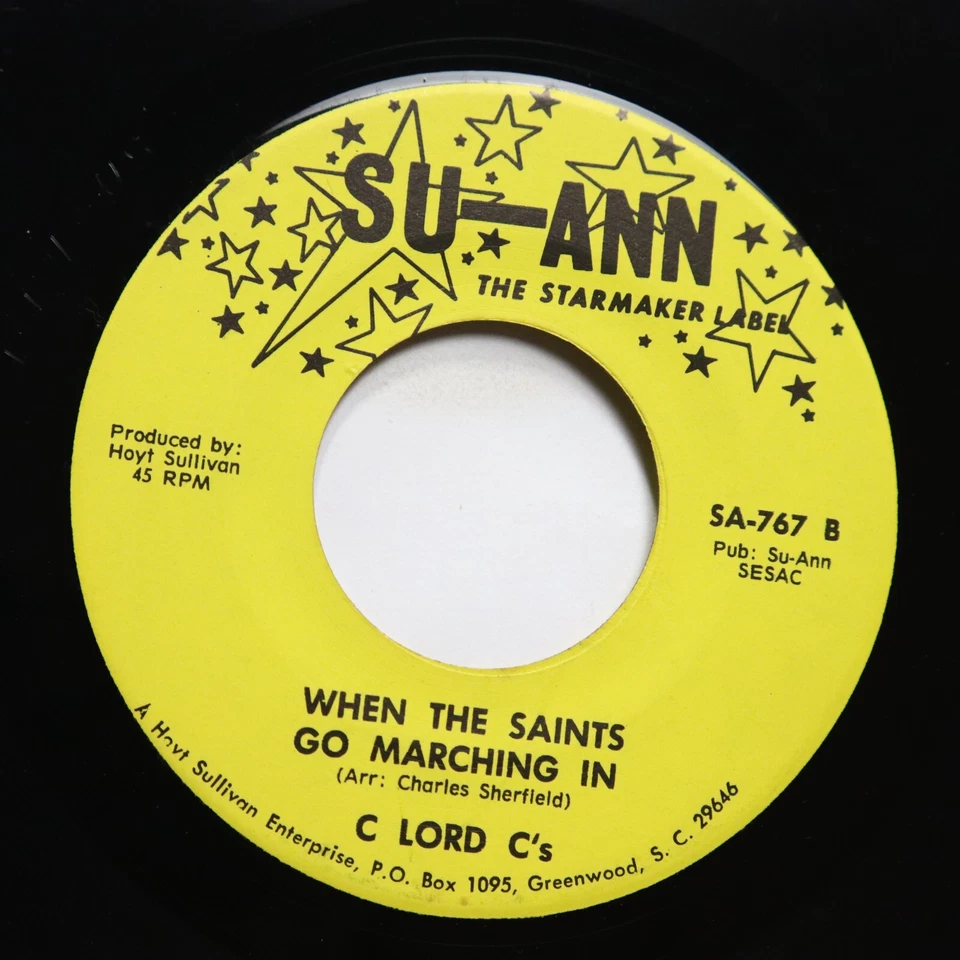 SU-ANN
THE STARMAKER LABEL
Produced by:
Hoyt Sullivan
45 RPM
SA-767 B
Pub: Su-Ann
SESAC
WHEN THE SAINTS
GO MARCHING IN
(Arr: Charles Sherfield)
C LORD C's
A Hoyt Sullivan Enterprise, P.O. Box 1095, Greenwood, S. C. 29646